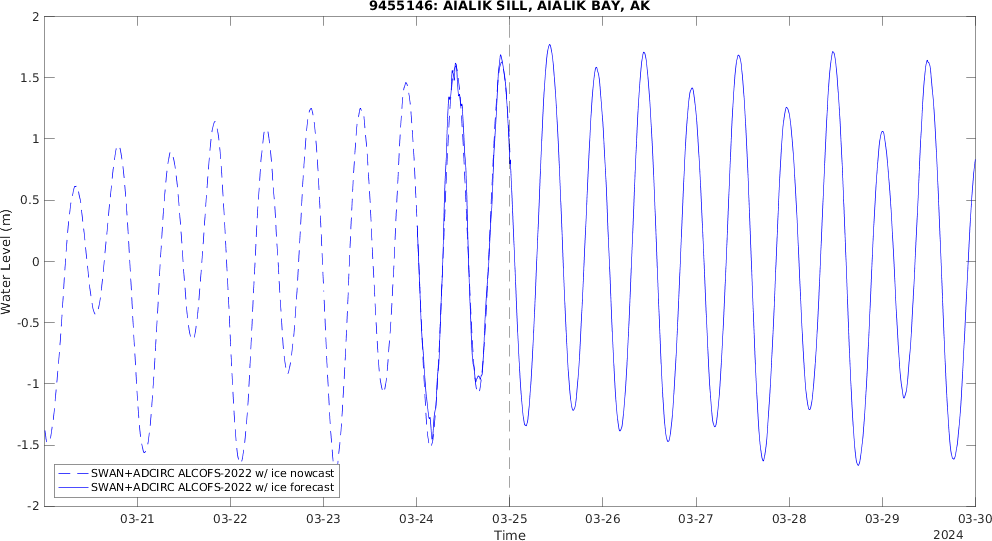 9455146: AIALIK SILL, AIALIK BAY, AK
2
1.5
1
0.5
0
-0.5
-1
-1.5
-2
Water Level (m)
SWAN+ADCIRC ALCOFS-2022 w/ ice nowcast
SWAN+ADCIRC ALCOFS-2022 w/ ice forecast
03-21 03-22 03-23 03-24 03-25 03-26 03-27 03-28 03-29 03-30
Time
2024